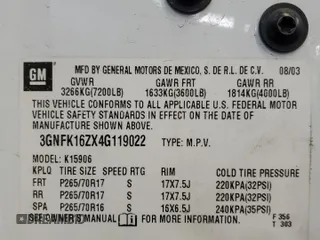 GM
MFD BY GENERAL MOTORS DE MEXICO, S. DE R.L. DE C.V. 08/03
GVWR GAWR FRT GAWR RR
3266KG(7200LB) 1633KG(3600LB) 1814KG(4000LB)
THIS VEHICLE CONFORMS TO ALL APPLICABLE U.S. FEDERAL MOTOR
VEHICLE SAFETY STANDARDS IN EFFECT ON THE DATE OF
MANUFACTURE SHOWN ABOVE.
3GNFK16ZX4G119022 TYPE: M.P.V.
MODEL: K15906
KPLQ TIRE SIZE SPEED RTG RIM COLD TIRE PRESSURE
FRT P265/70R17 S 17X7.5J 220KPA(32PSI)
RR P265/70R17 S 17X7.5J 220KPA(32PSI)
SPA P265/70R16 S 16X6.5J 240KPA(35PSI)
SEE OWNER'S MANUAL FOR MORE INFORMATION. F 356
T 303